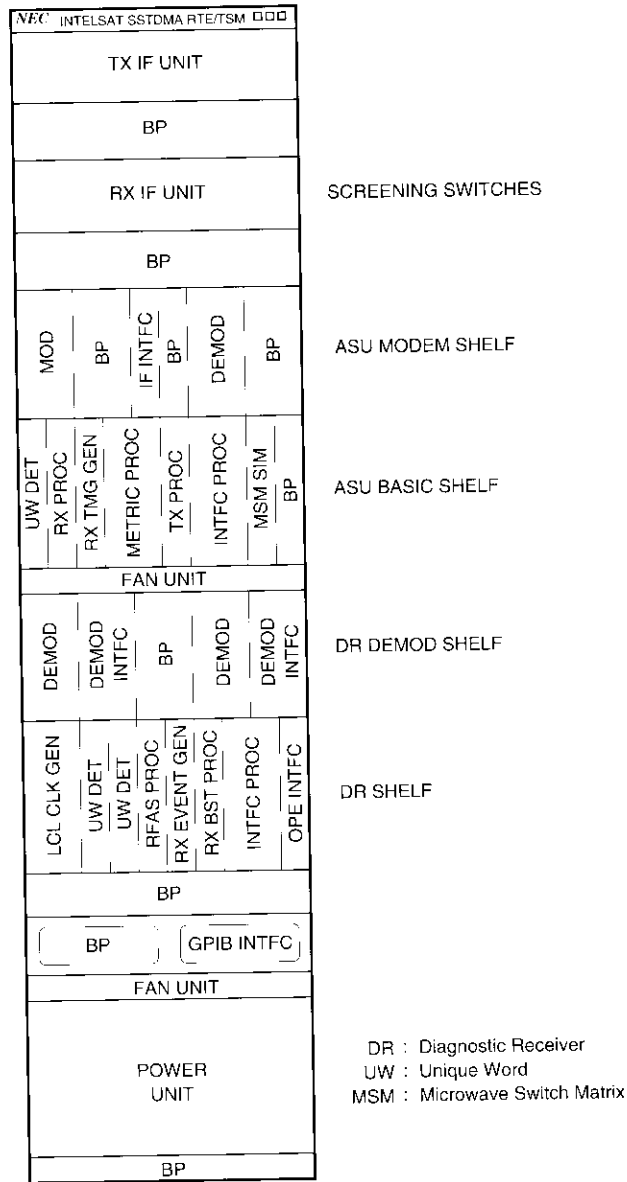 NEC INTELSAT SSTDMA RTE/TSM
TX IF UNIT
BP
RX IF UNIT
SCREENING SWITCHES
BP
MOD
BP
IF INTFC
BP
DEMOD
BP
ASU MODEM SHELF
UW DET
RX PROC
RX TMG GEN
METRIC PROC
TX PROC
INTFC PROC
MSM SIM
BP
ASU BASIC SHELF
FAN UNIT
DEMOD
DEMOD
INTFC
BP
DEMOD
DEMOD
INTFC
DR DEMOD SHELF
LCL CLK GEN
UW DET
UW DET
RFAS PROC
RX EVENT GEN
RX BST PROC
INTFC PROC
OPE INTFC
DR SHELF
BP
BP
GPIB INTFC
FAN UNIT
POWER
UNIT
BP
DR : Diagnostic Receiver
UW : Unique Word
MSM : Microwave Switch Matrix